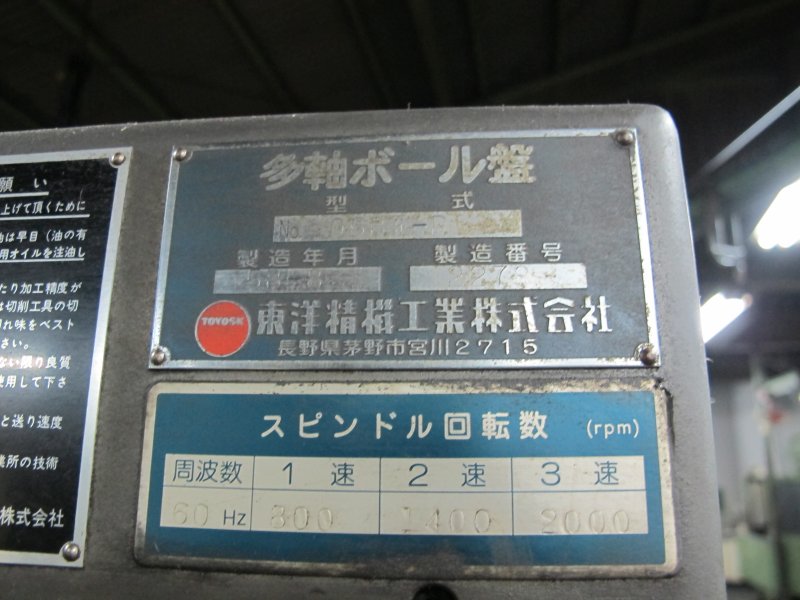 願い
上げて頂くために
油は早目（油の有
用オイルを注油し
たり加工精度が
は切削工具の切
れ味をベスト
さい。
ない限り良質
使用して下さ
と送り速度
業所の技術
株式会社
多軸ボール盤
型式
No.
製造年月 製造番号
TOYOSK 東洋精機工業株式会社
長野県茅野市宮川2715
スピンドル回転数 (rpm)
周波数 1速 2速 3速
60 Hz 800 1400 2000